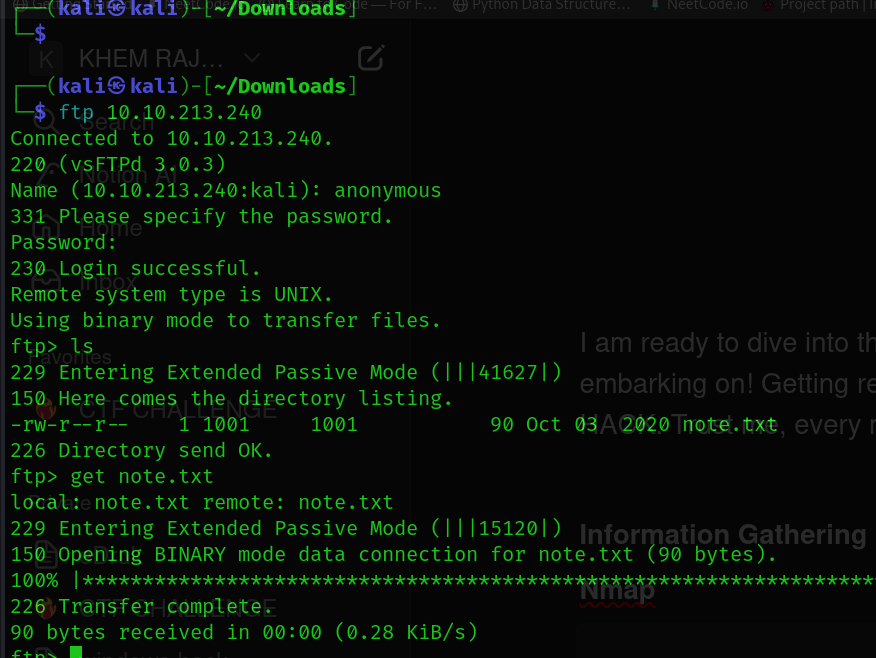 ┌──(kali㉿kali)-[~/Downloads]
└─$
┌──(kali㉿kali)-[~/Downloads]
└─$ ftp 10.10.213.240
Connected to 10.10.213.240.
220 (vsFTPd 3.0.3)
Name (10.10.213.240:kali): anonymous
331 Please specify the password.
Password:
230 Login successful.
Remote system type is UNIX.
Using binary mode to transfer files.
ftp> ls
229 Entering Extended Passive Mode (|||41627|)
150 Here comes the directory listing.
-rw-r--r--    1 1001     1001           90 Oct 03  2020 note.txt
226 Directory send OK.
ftp> get note.txt
local: note.txt remote: note.txt
229 Entering Extended Passive Mode (|||15120|)
150 Opening BINARY mode data connection for note.txt (90 bytes).
100% |******************************************************************
226 Transfer complete.
90 bytes received in 00:00 (0.28 KiB/s)
ftp>
Python Data Structure...
NeetCode.io
Project path
K KHEM RAJ...
Search
Notion AI
Home
Inbox
Favorites
CTF CHALLENGE
Private
CTF CHALLENGE
I am ready to dive into
embarking on! Getting
HACK. Trust me, every
Information Gathering
Nmap